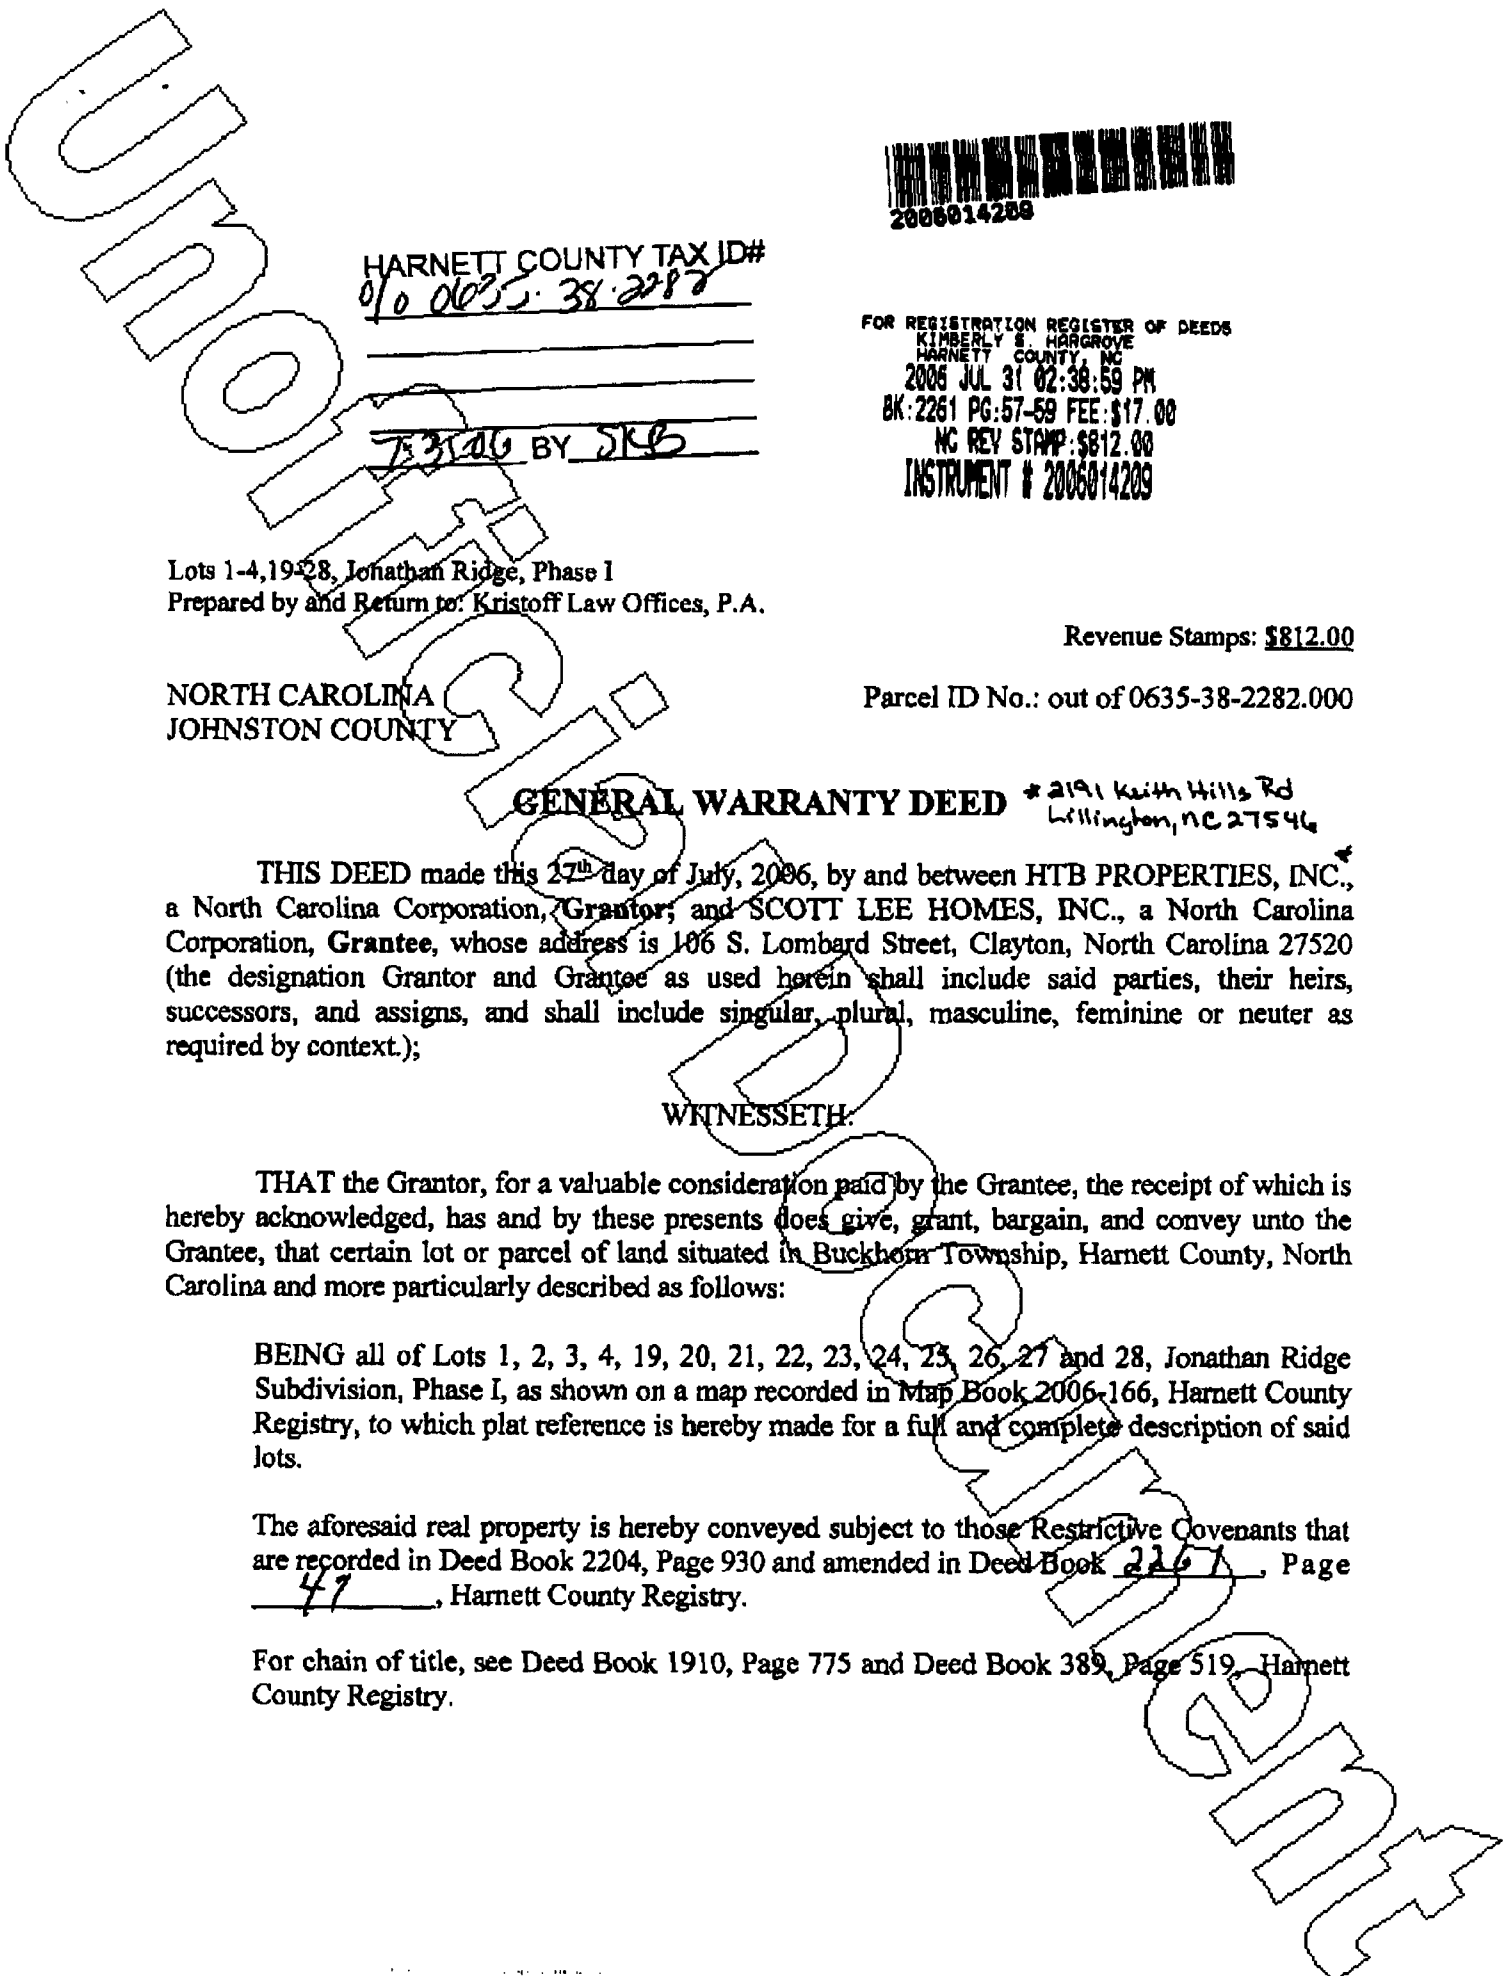 2006014209
HARNETT COUNTY TAX ID#
0/0 0635-38-2282
FOR REGISTRATION REGISTER OF DEEDS
KIMBERLY S. HARGROVE
HARNETT COUNTY, NC
2006 JUL 31 02:38:59 PM
BK:2261 PG:57-59 FEE:$17.00
NC REV STAMP:$812.00
INSTRUMENT # 2006014209
7-31-06 BY SKB
Lots 1-4,19-28, Jonathan Ridge, Phase I
Prepared by and Return to: Kristoff Law Offices, P.A.
Revenue Stamps: $812.00
NORTH CAROLINA
JOHNSTON COUNTY
Parcel ID No.: out of 0635-38-2282.000
GENERAL WARRANTY DEED
* 2191 Keith Hills Rd
Lillington, NC 27546
THIS DEED made this 27th day of July, 2006, by and between HTB PROPERTIES, INC.,*
a North Carolina Corporation, Grantor; and SCOTT LEE HOMES, INC., a North Carolina
Corporation, Grantee, whose address is 106 S. Lombard Street, Clayton, North Carolina 27520
(the designation Grantor and Grantee as used herein shall include said parties, their heirs,
successors, and assigns, and shall include singular, plural, masculine, feminine or neuter as
required by context.);
WITNESSETH:
THAT the Grantor, for a valuable consideration paid by the Grantee, the receipt of which is
hereby acknowledged, has and by these presents does give, grant, bargain, and convey unto the
Grantee, that certain lot or parcel of land situated in Buckhorn Township, Harnett County, North
Carolina and more particularly described as follows:
BEING all of Lots 1, 2, 3, 4, 19, 20, 21, 22, 23, 24, 25, 26, 27 and 28, Jonathan Ridge
Subdivision, Phase I, as shown on a map recorded in Map Book 2006-166, Harnett County
Registry, to which plat reference is hereby made for a full and complete description of said
lots.
The aforesaid real property is hereby conveyed subject to those Restrictive Covenants that
are recorded in Deed Book 2204, Page 930 and amended in Deed Book 2261, Page
47, Harnett County Registry.
For chain of title, see Deed Book 1910, Page 775 and Deed Book 389, Page 519, Harnett
County Registry.
Unofficial Document